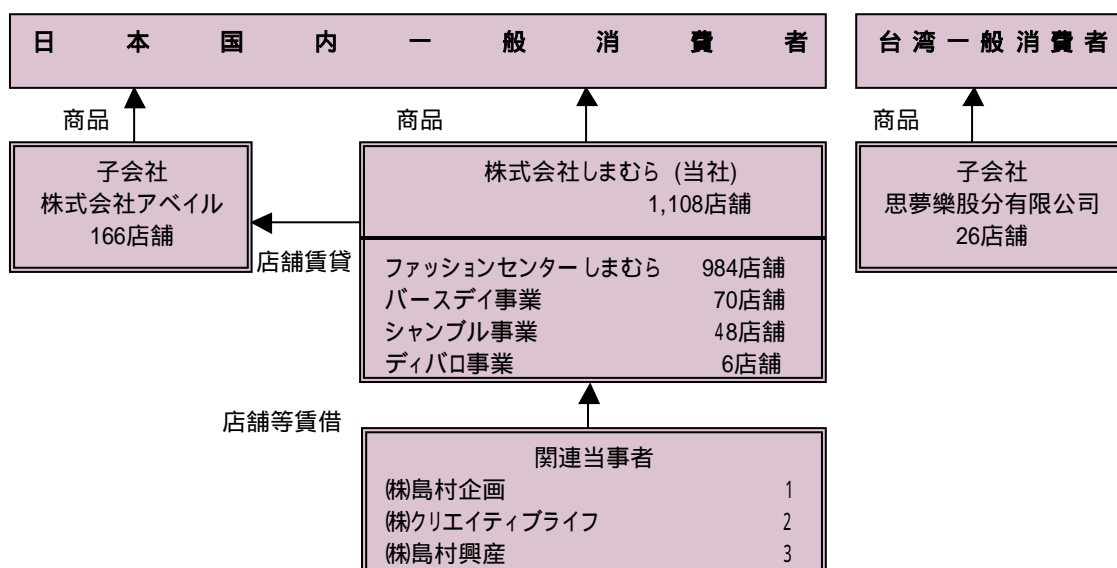 日本国内一般消費者
台湾一般消費者
商品
商品
商品
子会社
株式会社アベイル
166店舗
株式会社しまむら (当社)
1,108店舗
子会社
思夢樂股分有限公司
26店舗
店舗賃貸
ファッションセンターしまむら 984店舗
バースデイ事業 70店舗
シャンブル事業 48店舗
ディバロ事業 6店舗
店舗等賃借
関連当事者
㈱島村企画 1
㈱クリエイティブライフ 2
㈱島村興産 3